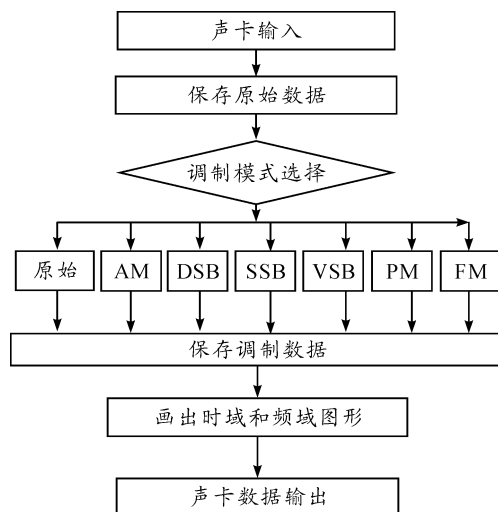 声卡输入
保存原始数据
调制模式选择
原始 AM DSB SSB VSB PM FM
保存调制数据
画出时域和频域图形
声卡数据输出